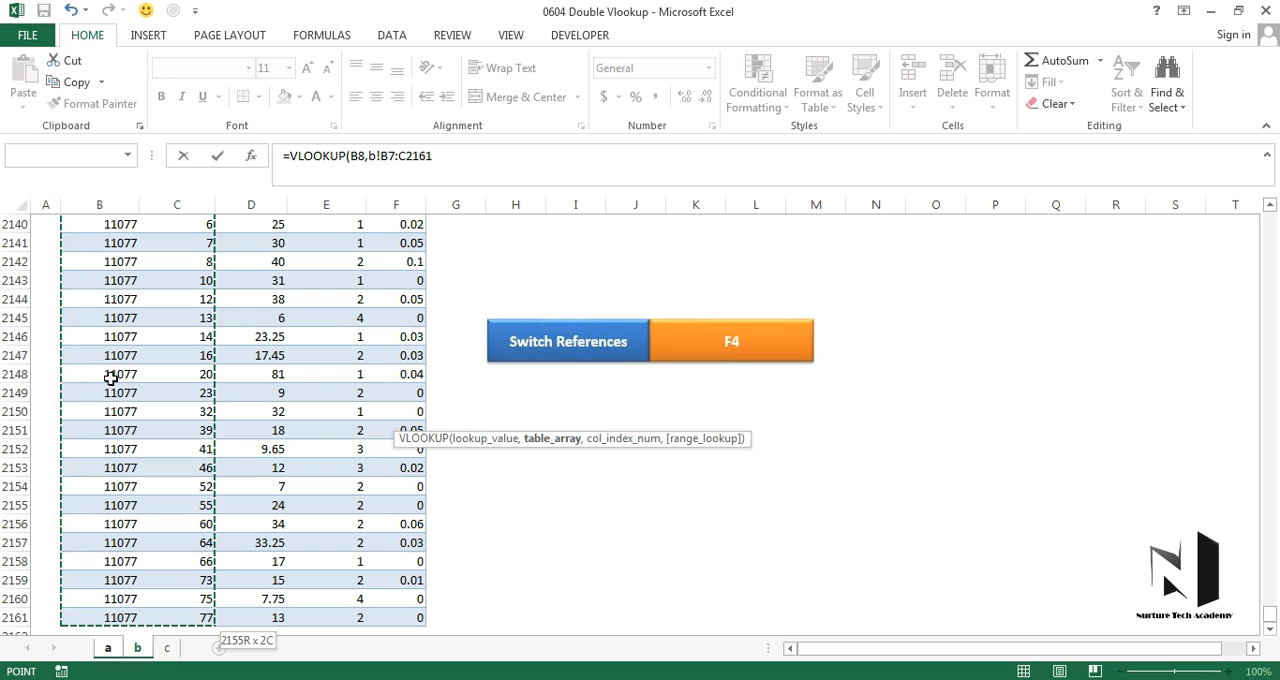 0604 Double Vlookup - Microsoft Excel
? Sign in
FILE HOME INSERT PAGE LAYOUT FORMULAS DATA REVIEW VIEW DEVELOPER
Paste Cut Copy Format Painter
11 A A B I U A
Wrap Text Merge & Center
General $ % ,
Conditional Formatting Format as Table Cell Styles
Insert Delete Format
AutoSum Fill Clear Sort & Filter Find & Select
Clipboard Font Alignment Number Styles Cells Editing
fx =VLOOKUP(B8,b!B7:C2161
A B C D E F G H I J K L M N O P Q R S T
2140 11077 6 25 1 0.02
2141 11077 7 30 1 0.05
2142 11077 8 40 2 0.1
2143 11077 10 31 1 0
2144 11077 12 38 2 0.05
2145 11077 13 6 4 0
2146 11077 14 23.25 1 0.03
2147 11077 16 17.45 2 0.03
2148 11077 20 81 1 0.04
2149 11077 23 9 2 0
2150 11077 32 32 1 0
2151 11077 39 18 2 0.05
2152 11077 41 9.65 3 0
2153 11077 46 12 3 0.02
2154 11077 52 7 2 0
2155 11077 55 24 2 0
2156 11077 60 34 2 0.06
2157 11077 64 33.25 2 0.03
2158 11077 66 17 1 0
2159 11077 73 15 2 0.01
2160 11077 75 7.75 4 0
2161 11077 77 13 2 0
Switch References F4
VLOOKUP(lookup_value, table_array, col_index_num, [range_lookup])
Nurture Tech Academy
2155R x 2C
a b c
POINT 100%